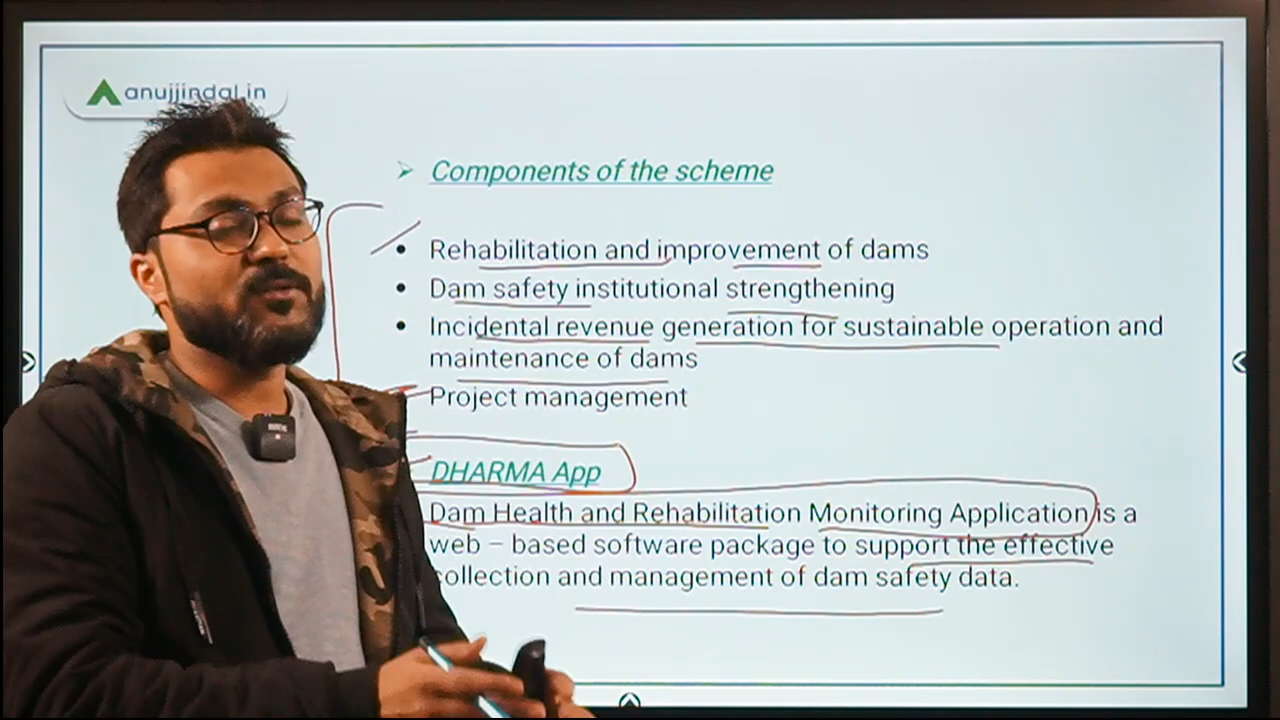 anujjindal.in
Components of the scheme
Rehabilitation and improvement of dams
Dam safety institutional strengthening
Incidental revenue generation for sustainable operation and
maintenance of dams
Project management
DHARMA App
Dam Health and Rehabilitation Monitoring Application is a
web – based software package to support the effective
collection and management of dam safety data.